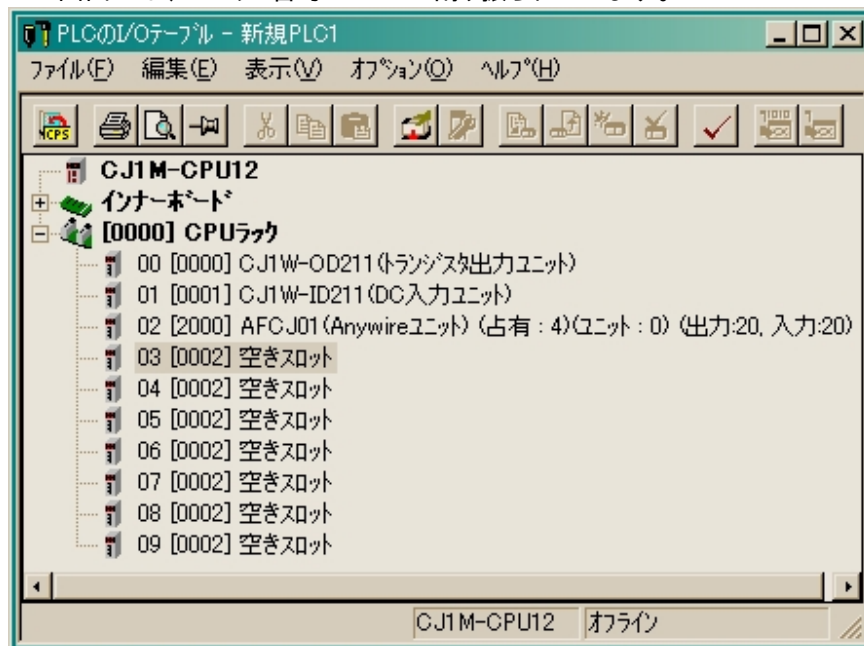 PLCのI/Oテーブル - 新規PLC1
ファイル(F) 編集(E) 表示(V) オプション(O) ヘルプ(H)
CPS
CJ1M-CPU12
インナーボード
[0000] CPUラック
00 [0000] CJ1W-OD211(トランジスタ出力ユニット)
01 [0001] CJ1W-ID211(DC入力ユニット)
02 [2000] AFCJ01(Anywireユニット) (占有 : 4)(ユニット : 0) (出力:20, 入力:20)
03 [0002] 空きスロット
04 [0002] 空きスロット
05 [0002] 空きスロット
06 [0002] 空きスロット
07 [0002] 空きスロット
08 [0002] 空きスロット
09 [0002] 空きスロット
CJ1M-CPU12 オフライン